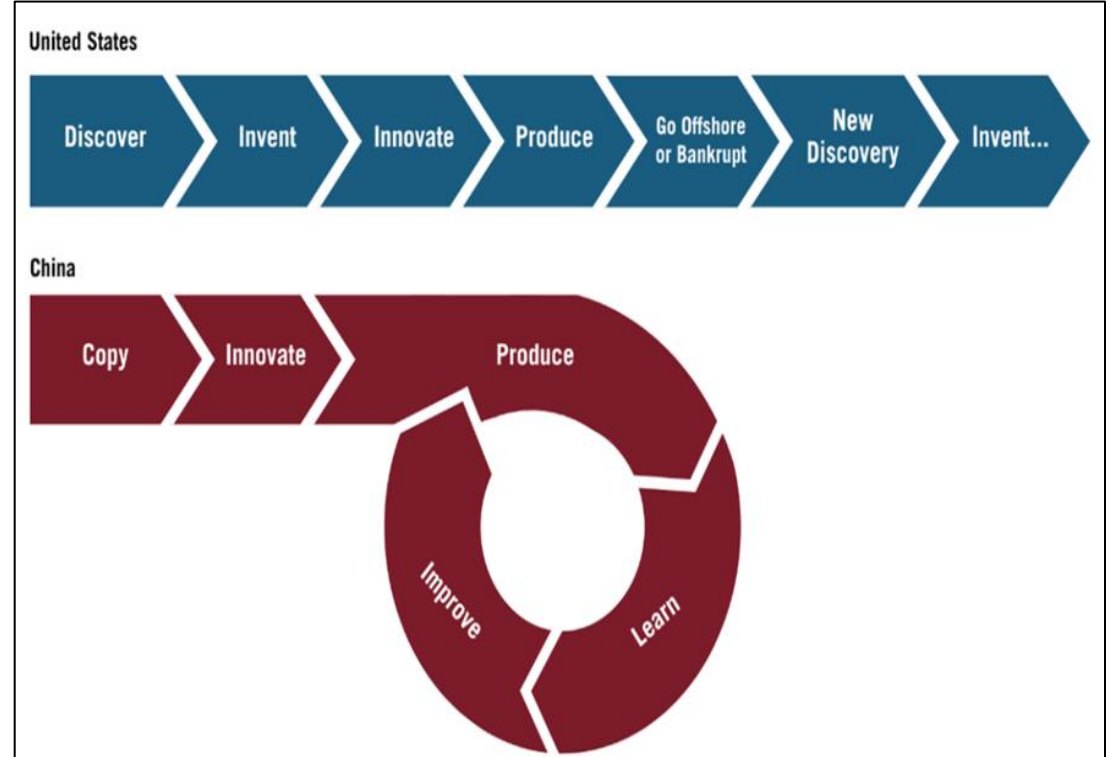 United States
Discover
Invent
Innovate
Produce
Go Offshore
or Bankrupt
New
Discovery
Invent...
China
Copy
Innovate
Produce
Improve
Learn